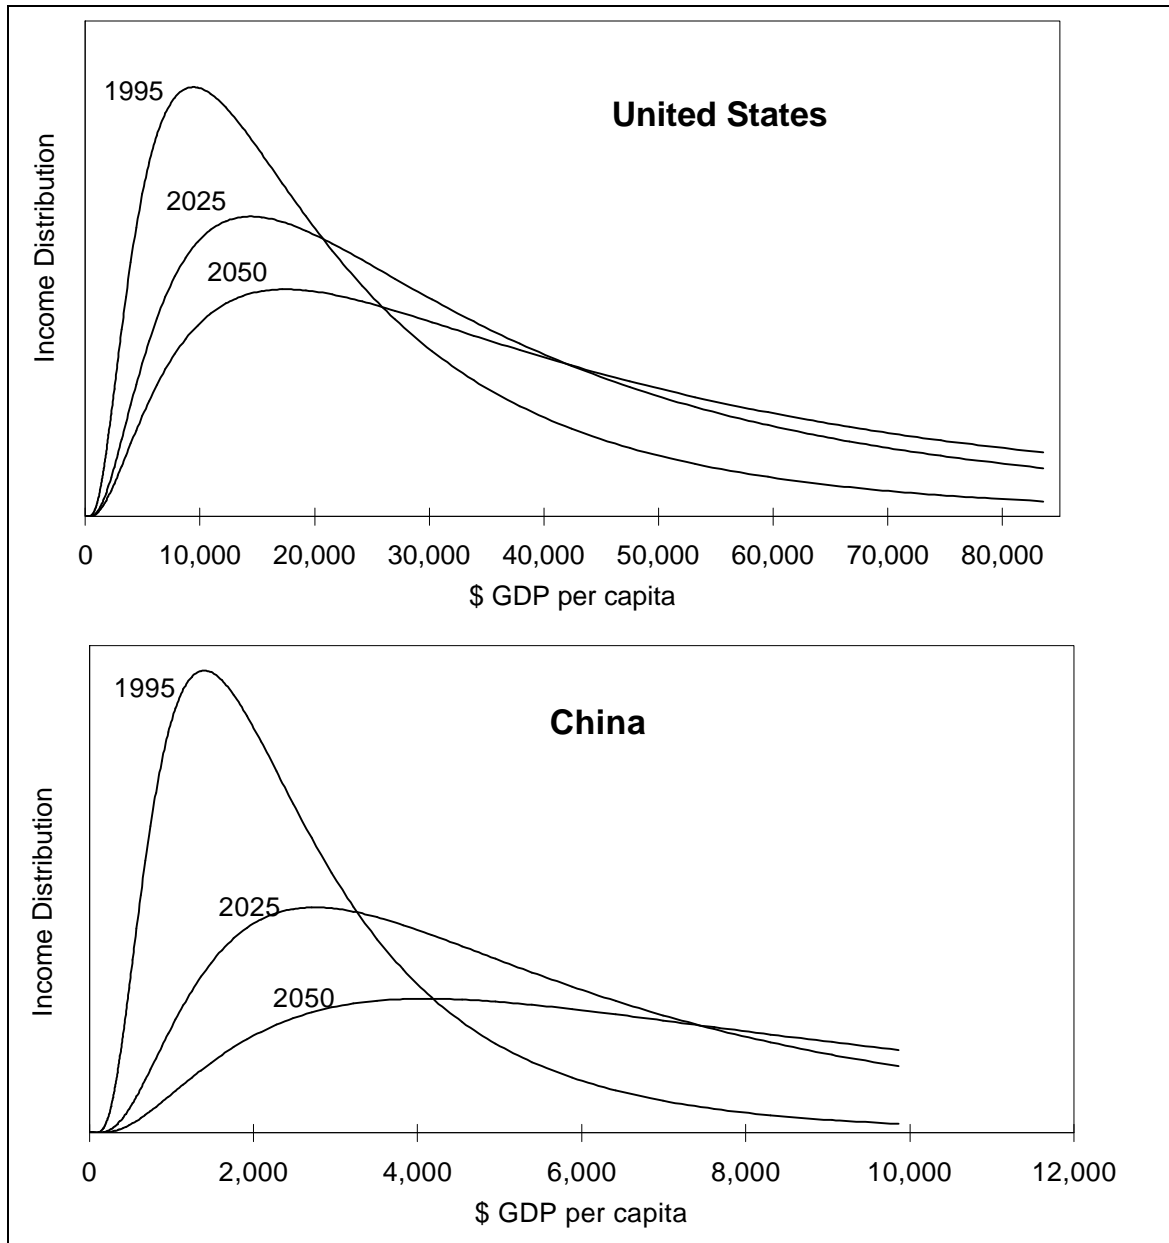 1995
United States
Income Distribution
2025
2050
0 10,000 20,000 30,000 40,000 50,000 60,000 70,000 80,000
$ GDP per capita
1995
China
Income Distribution
2025
2050
0 2,000 4,000 6,000 8,000 10,000 12,000
$ GDP per capita